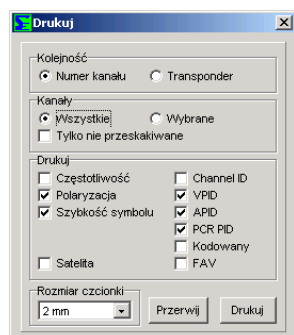 Drukuj
Kolejność
Numer kanału Transponder
Kanały
Wszystkie Wybrane
Tylko nie przeskakiwane
Drukuj
Częstotliwość Channel ID
Polaryzacja VPID
Szybkość symbolu APID
PCR PID
Kodowany
Satelita FAV
Rozmiar czcionki
2 mm Przerwij Drukuj